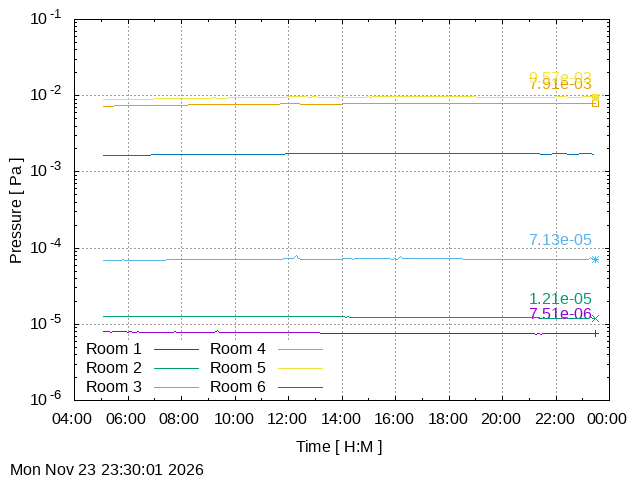 10^-1
10^-2
10^-3
10^-4
10^-5
10^-6
Pressure [ Pa ]
9.57e-03
7.91e-03
7.13e-05
1.21e-05
7.51e-06
Room 1 Room 4
Room 2 Room 5
Room 3 Room 6
04:00 06:00 08:00 10:00 12:00 14:00 16:00 18:00 20:00 22:00 00:00
Time [ H:M ]
Mon Nov 23 23:30:01 2026